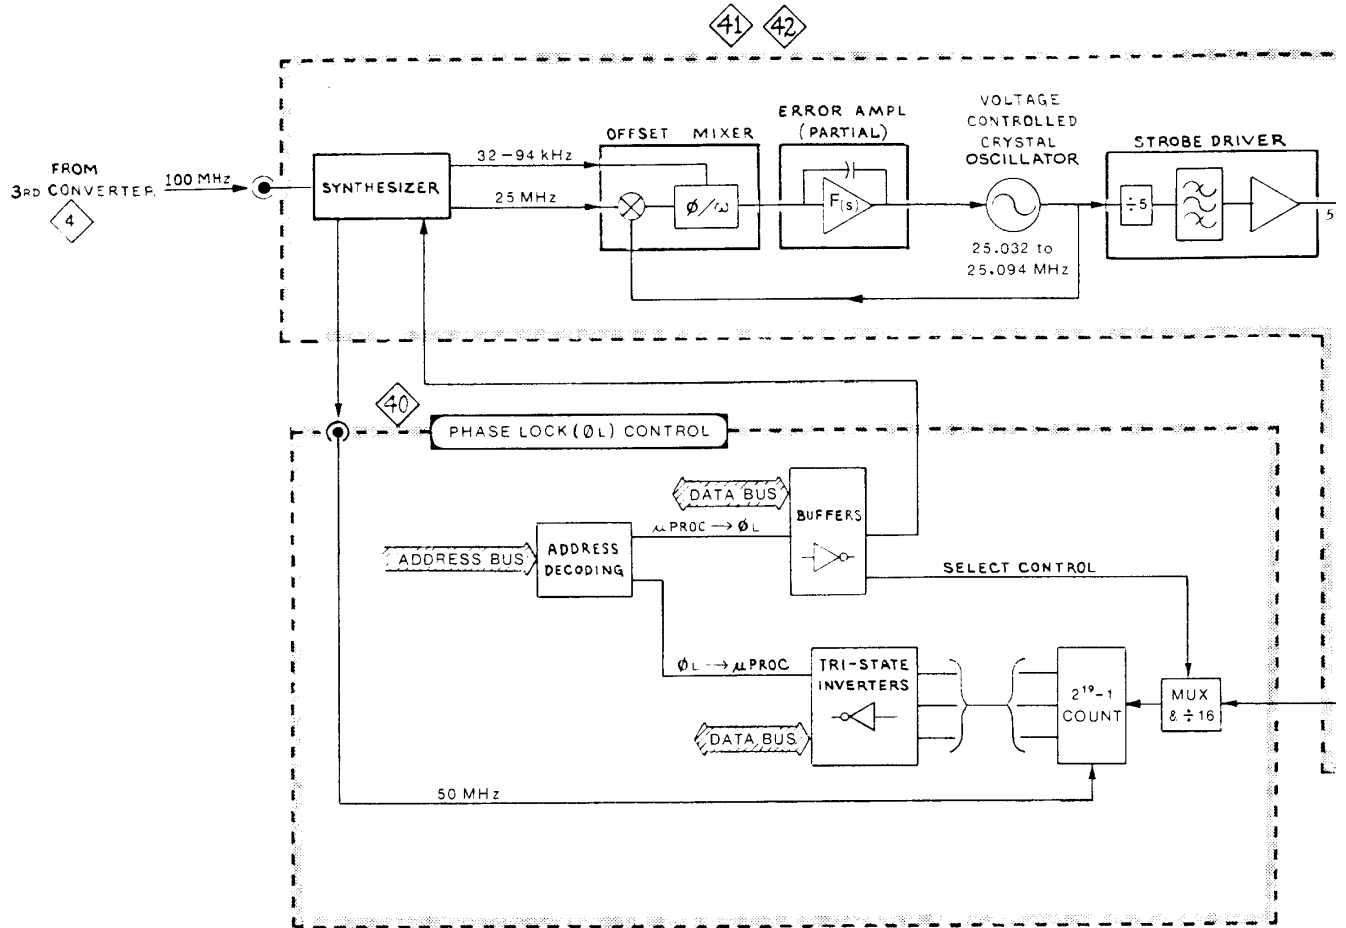 41 42
FROM
3RD CONVERTER
4
100 MHz
SYNTHESIZER
32–94 kHz
25 MHz
OFFSET MIXER
Ø/ω
ERROR AMPL
(PARTIAL)
F(s)
VOLTAGE
CONTROLLED
CRYSTAL
OSCILLATOR
25.032 to
25.094 MHz
STROBE DRIVER
÷5
5
40
PHASE LOCK (ØL) CONTROL
DATA BUS
BUFFERS
μPROC → ØL
ADDRESS BUS
ADDRESS
DECODING
SELECT CONTROL
ØL → μPROC
TRI-STATE
INVERTERS
DATA BUS
2¹⁹-1
COUNT
MUX
& ÷16
50 MHz